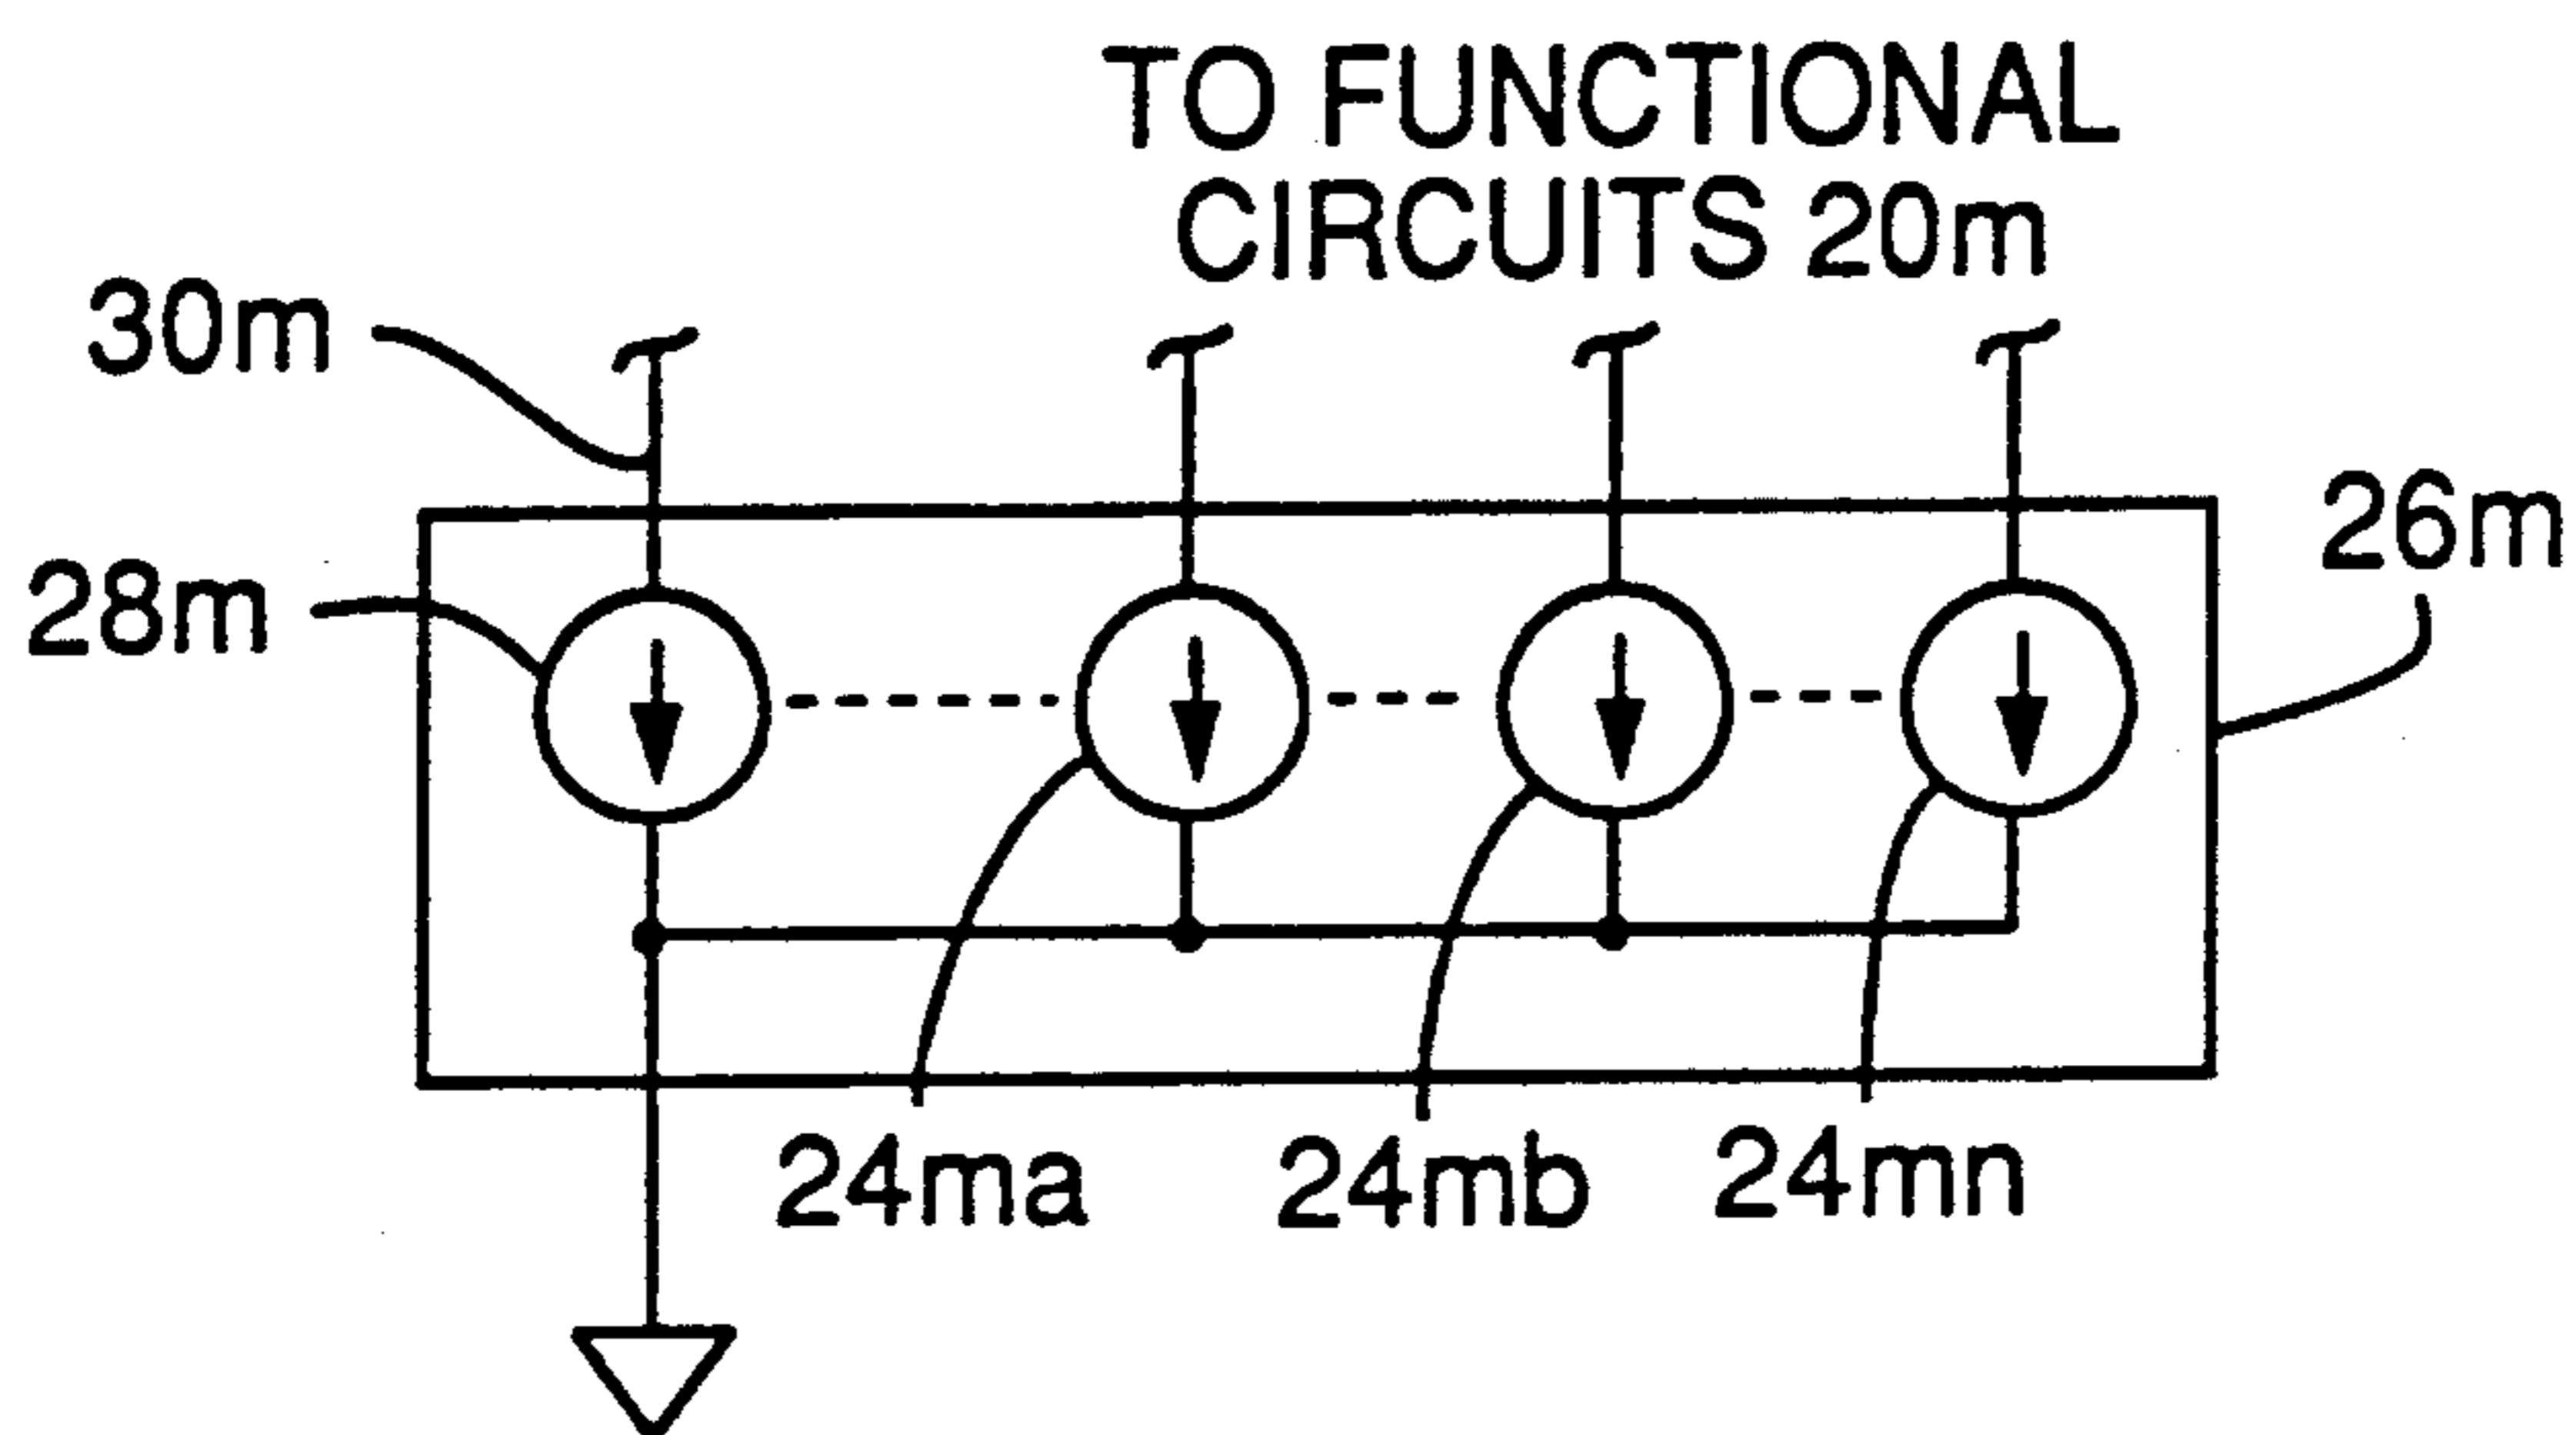 TO FUNCTIONAL
CIRCUITS 20m
30m
26m
28m
24ma
24mb
24mn